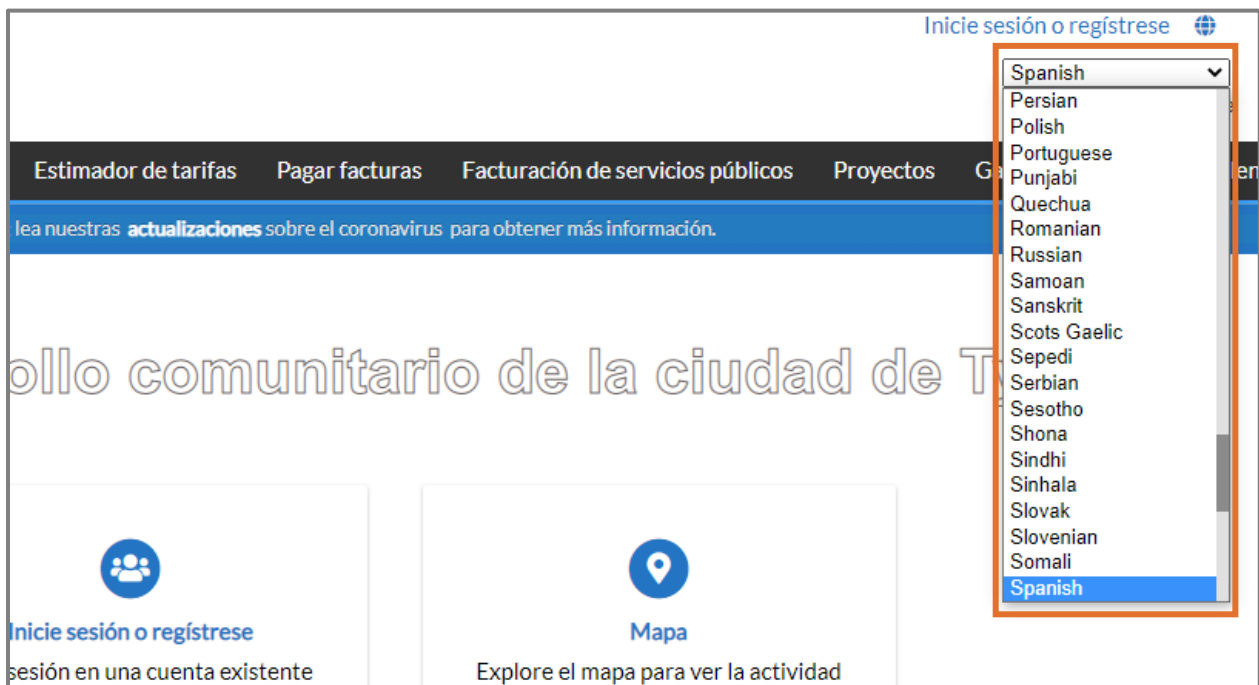 Inicie sesión o regístrese
Spanish
Persian
Polish
Portuguese
Punjabi
Quechua
Romanian
Russian
Samoan
Sanskrit
Scots Gaelic
Sepedi
Serbian
Sesotho
Shona
Sindhi
Sinhala
Slovak
Slovenian
Somali
Spanish
Estimador de tarifas Pagar facturas Facturación de servicios públicos Proyectos
lea nuestras actualizaciones sobre el coronavirus para obtener más información.
ollo comunitario de la ciudad de
Inicie sesión o regístrese
sesión en una cuenta existente
Mapa
Explore el mapa para ver la actividad